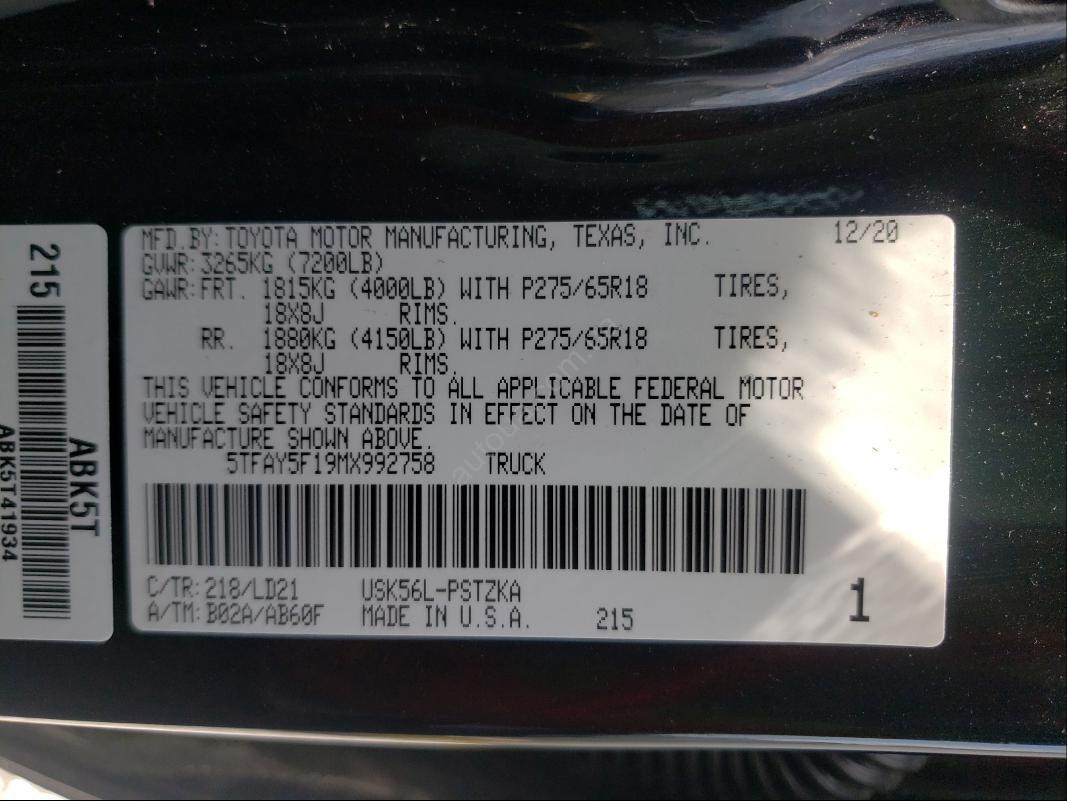 MFD.BY:TOYOTA MOTOR MANUFACTURING, TEXAS, INC. 12/20
GVWR:3265KG (7200LB)
GAWR:FRT. 1815KG (4000LB) WITH P275/65R18 TIRES,
18X8J RIMS.
RR. 1880KG (4150LB) WITH P275/65R18 TIRES,
18X8J RIMS.
THIS VEHICLE CONFORMS TO ALL APPLICABLE FEDERAL MOTOR
VEHICLE SAFETY STANDARDS IN EFFECT ON THE DATE OF
MANUFACTURE SHOWN ABOVE.
5TFAY5F19MX992758 TRUCK
C/TR:218/LD21 USK56L-PSTZKA
A/TM:B02A/AB60F MADE IN U.S.A. 215
1
215
ABK5T
ABK5T41934